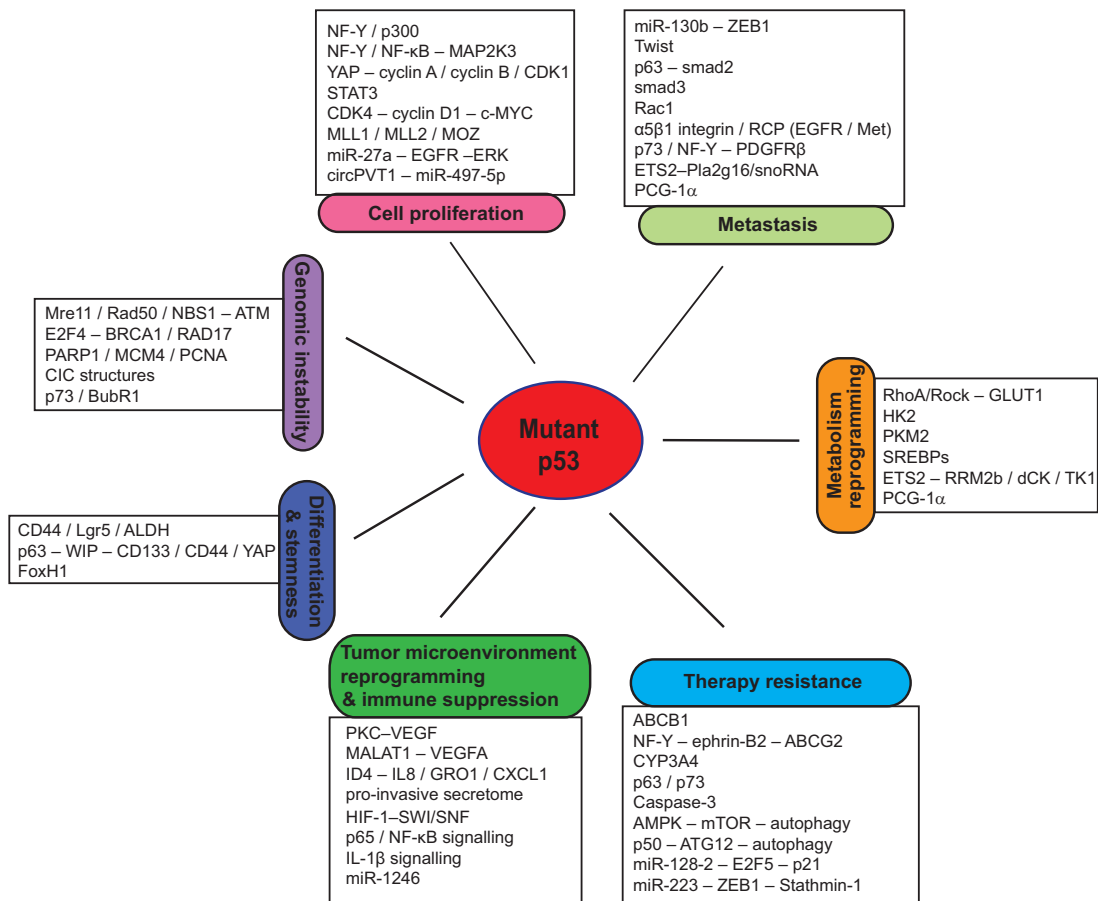 NF-Y / p300
NF-Y / NF-κB – MAP2K3
YAP – cyclin A / cyclin B / CDK1
STAT3
CDK4 – cyclin D1 – c-MYC
MLL1 / MLL2 / MOZ
miR-27a – EGFR –ERK
circPVT1 – miR-497-5p
Cell proliferation
miR-130b – ZEB1
Twist
p63 – smad2
smad3
Rac1
α5β1 integrin / RCP (EGFR / Met)
p73 / NF-Y – PDGFRβ
ETS2–Pla2g16/snoRNA
PCG-1α
Metastasis
Genomic instability
Mre11 / Rad50 / NBS1 – ATM
E2F4 – BRCA1 / RAD17
PARP1 / MCM4 / PCNA
CIC structures
p73 / BubR1
Mutant
p53
Metabolism
reprogramming
RhoA/Rock – GLUT1
HK2
PKM2
SREBPs
ETS2 – RRM2b / dCK / TK1
PCG-1α
Differentiation
& stemness
CD44 / Lgr5 / ALDH
p63 – WIP – CD133 / CD44 / YAP
FoxH1
Tumor microenvironment
reprogramming
& immune suppression
PKC–VEGF
MALAT1 – VEGFA
ID4 – IL8 / GRO1 / CXCL1
pro-invasive secretome
HIF-1–SWI/SNF
p65 / NF-κB signalling
IL-1β signalling
miR-1246
Therapy resistance
ABCB1
NF-Y – ephrin-B2 – ABCG2
CYP3A4
p63 / p73
Caspase-3
AMPK – mTOR – autophagy
p50 – ATG12 – autophagy
miR-128-2 – E2F5 – p21
miR-223 – ZEB1 – Stathmin-1